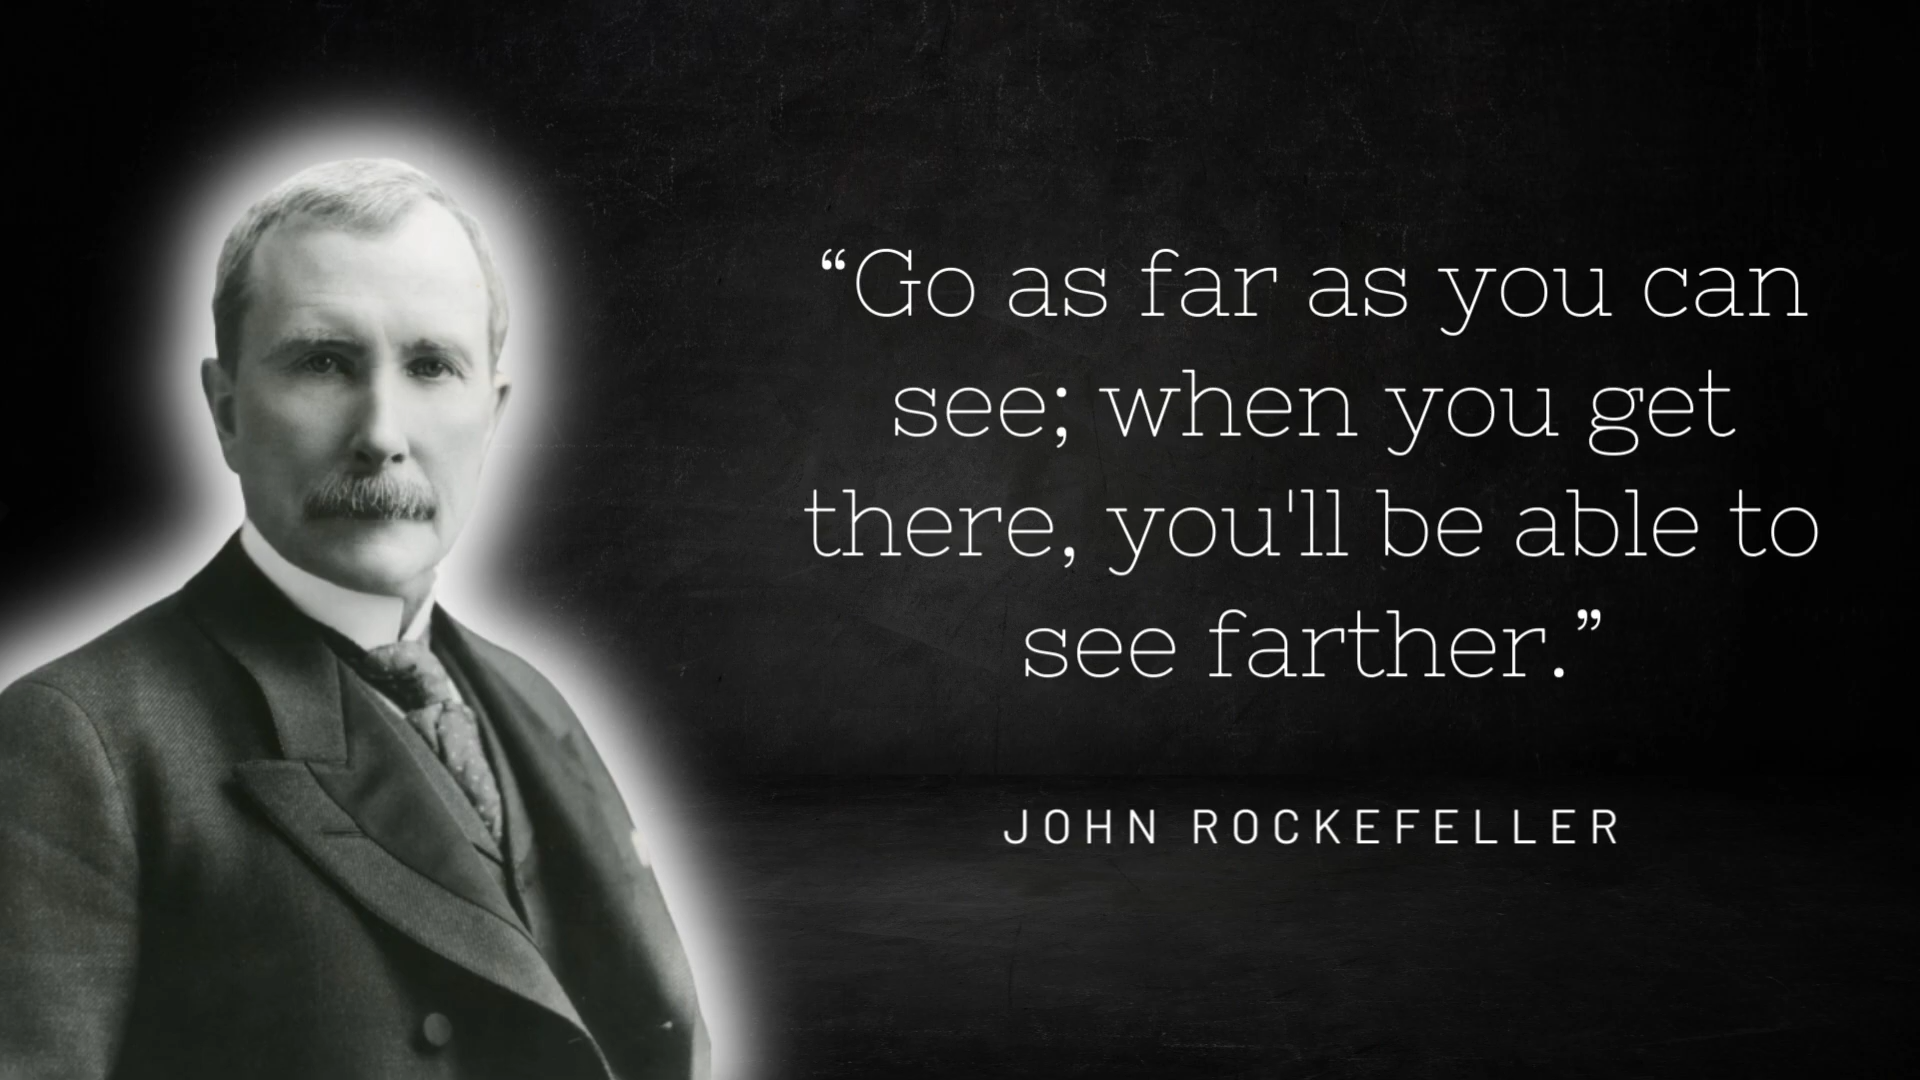 “Go as far as you can
see; when you get
there, you'll be able to
see farther.”
JOHN ROCKEFELLER